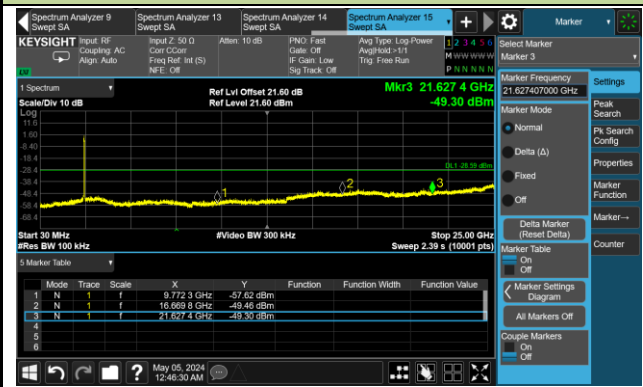 Spectrum Analyzer 9
Swept SA
Spectrum Analyzer 13
Swept SA
Spectrum Analyzer 14
Swept SA
Spectrum Analyzer 15
Swept SA
Marker
KEYSIGHT
Input: RF
Coupling: AC
Align: Auto
Input Z: 50 Ω
Corr CCorr
Freq Ref: Int (S)
NFE: Off
Atten: 10 dB
PNO: Fast
Gate: Off
IF Gain: Low
Sig Track: Off
Avg Type: Log-Power
Avg|Hold:>1/1
Trig: Free Run
1 2 3 4 5 6
M W W W W W
P N N N N N
Select Marker
Marker 3
1 Spectrum
Scale/Div 10 dB
Ref Lvl Offset 21.60 dB
Ref Level 21.60 dBm
Mkr3 21.627 4 GHz
-49.30 dBm
Log
11.6
1.60
-8.40
-18.4
-28.4
-38.4
-48.4
-58.4
-68.4
DL1 -28.59 dBm
1
2
3
Start 30 MHz
#Video BW 300 kHz
Stop 25.00 GHz
#Res BW 100 kHz
Sweep 2.39 s (10001 pts)
5 Marker Table
Mode Trace Scale X Y Function Function Width Function Value
1 N 1 f 9.772 3 GHz -57.62 dBm
2 N 1 f 16.669 8 GHz -49.46 dBm
3 N 1 f 21.627 4 GHz -49.30 dBm
4
5
6
Marker Frequency
21.627407000 GHz
Marker Mode
Normal
Delta (Δ)
Fixed
Off
Delta Marker
(Reset Delta)
Marker Table
On
Off
Marker Settings
Diagram
All Markers Off
Couple Markers
On
Off
Settings
Peak
Search
Pk Search
Config
Properties
Marker
Function
Marker→
Counter
May 05, 2024
12:46:30 AM